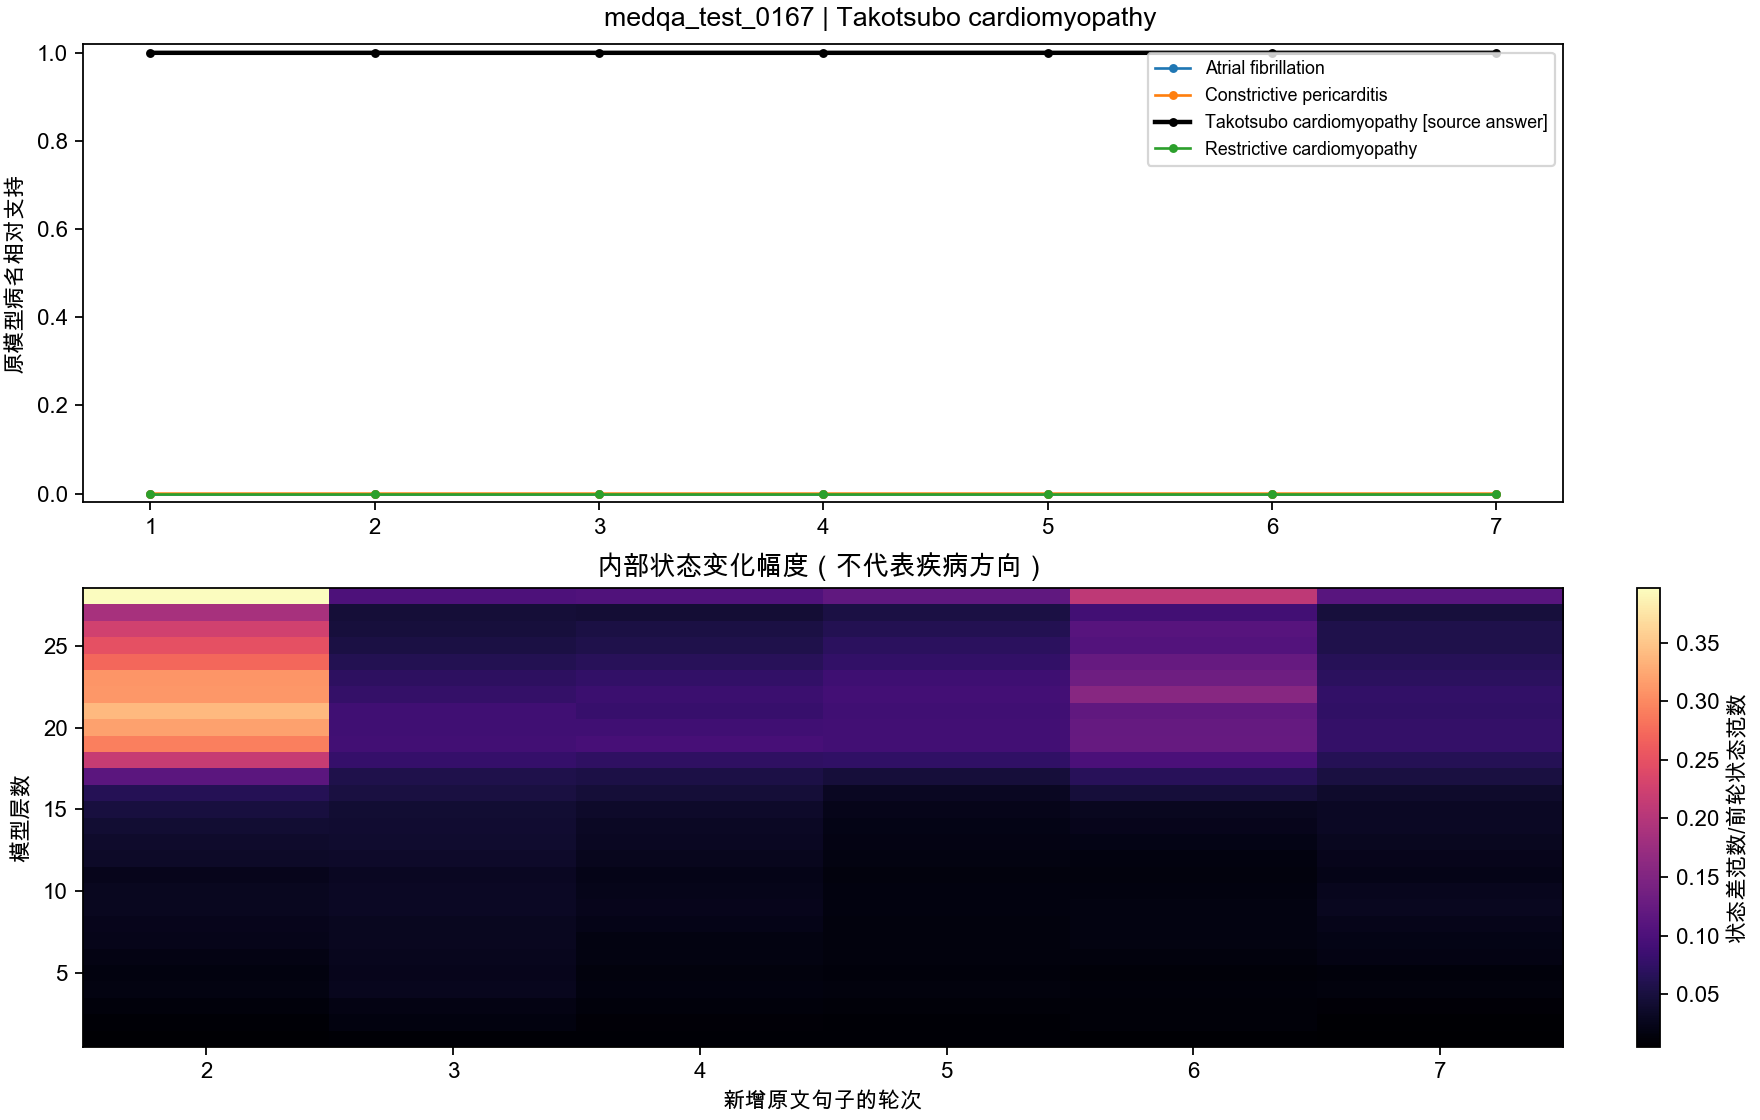 medqa_test_0167 | Takotsubo cardiomyopathy
原模型病名相对支持
1.0
0.8
0.6
0.4
0.2
0.0
Atrial fibrillation
Constrictive pericarditis
Takotsubo cardiomyopathy [source answer]
Restrictive cardiomyopathy
1 2 3 4 5 6 7
内部状态变化幅度（不代表疾病方向）
模型层数
25
20
15
10
5
2 3 4 5 6 7
新增原文句子的轮次
0.35
0.30
0.25
0.20
0.15
0.10
0.05
状态差范数/前轮状态范数